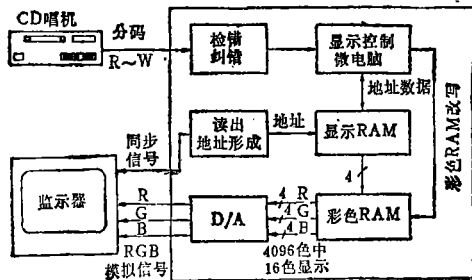 CD唱机
分码
R～W
检错
纠错
显示控制
微电脑
地址数据
同步
信号
读出
地址形成
地址
显示RAM
彩色RAM改写
4
监示器
R
G
B
RGB
模拟信号
D/A
4 R
4 G
4 B
彩色RAM
4096色中
16色显示